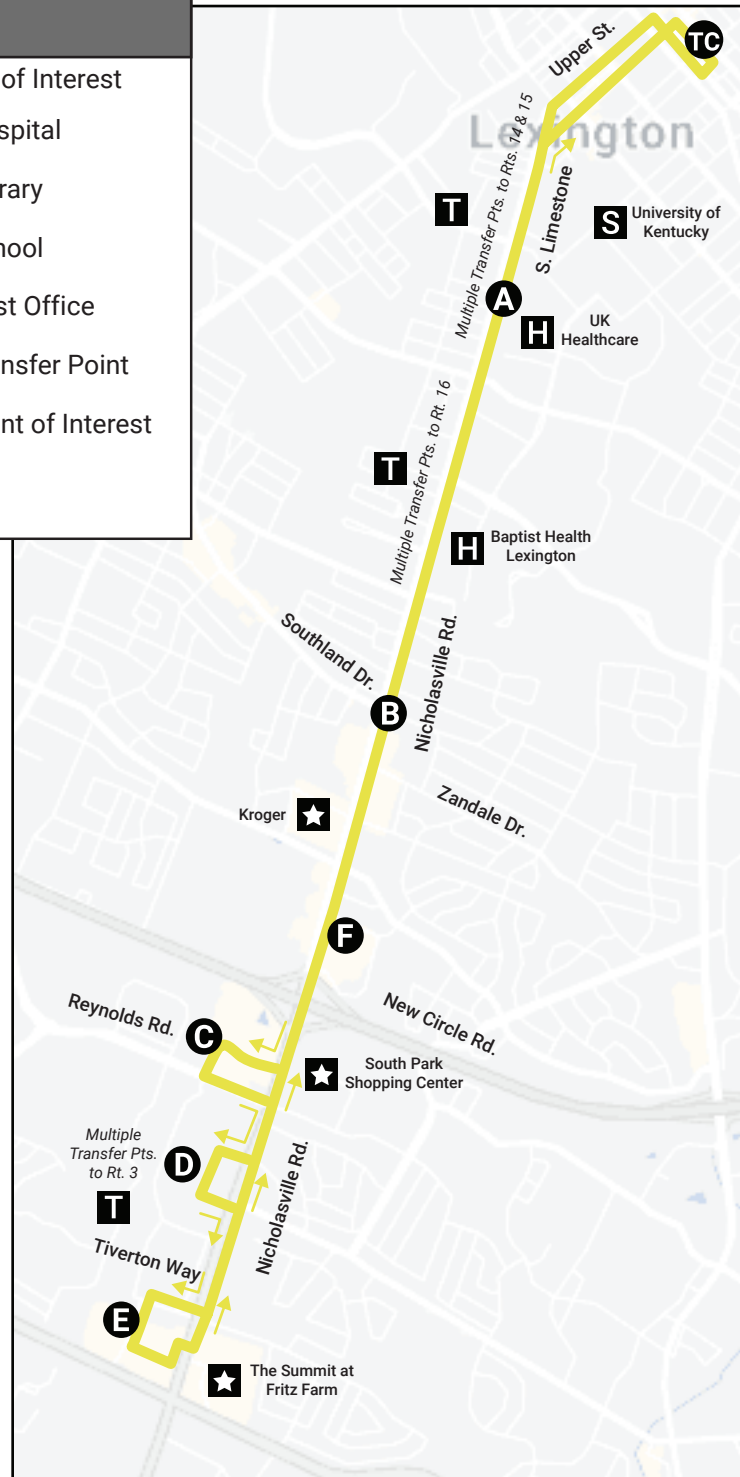 of Interest
spital
rary
hool
st Office
nsfer Point
nt of Interest
Upper St.
TC
Lexington
Multiple Transfer Pts. to Rts. 14 & 15
T
S. Limestone
S
University of
Kentucky
A
H
UK
Healthcare
Multiple Transfer Pts. to Rt. 16
T
H
Baptist Health
Lexington
Southland Dr.
Nicholasville Rd.
B
Zandale Dr.
Kroger
F
New Circle Rd.
Reynolds Rd.
C
South Park
Shopping Center
Multiple
Transfer Pts.
to Rt. 3
D
T
Nicholasville Rd.
Tiverton Way
E
The Summit at
Fritz Farm